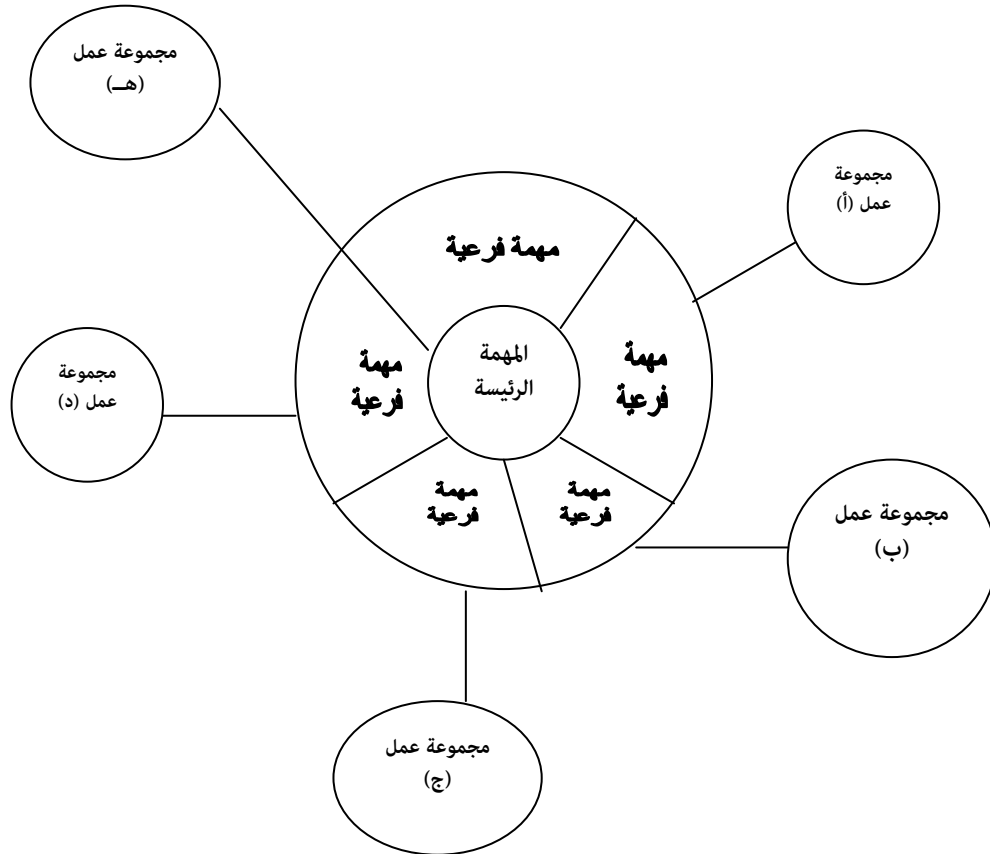 مجموعة عمل
(هـ)
مجموعة
عمل (أ)
مهمة فرعية
المهمة
الرئيسة
مهمة
فرعية
مهمة
فرعية
مجموعة
عمل (د)
مهمة
فرعية
مهمة
فرعية
مجموعة عمل
(ب)
مجموعة عمل
(ج)